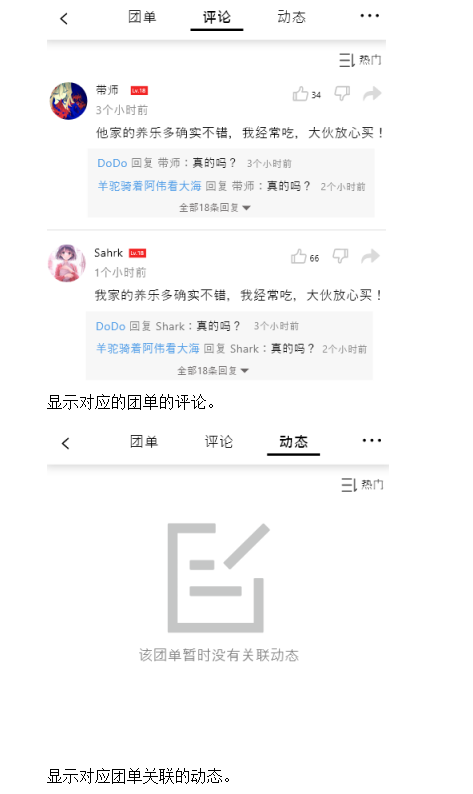 团单 评论 动态
热门
带师 Lv.18
34
3个小时前
他家的养乐多确实不错，我经常吃，大伙放心买！
DoDo 回复 带师：真的吗？ 3个小时前
羊驼骑着阿伟看大海 回复 带师：真的吗？ 2个小时前
全部18条回复
Sahrk Lv.18
66
1个小时前
我家的养乐多确实不错，我经常吃，大伙放心买！
DoDo 回复 Shark：真的吗？ 3个小时前
羊驼骑着阿伟看大海 回复 Shark：真的吗？ 2个小时前
全部18条回复
显示对应的团单的评论。
团单 评论 动态
热门
该团单暂时没有关联动态
显示对应团单关联的动态。